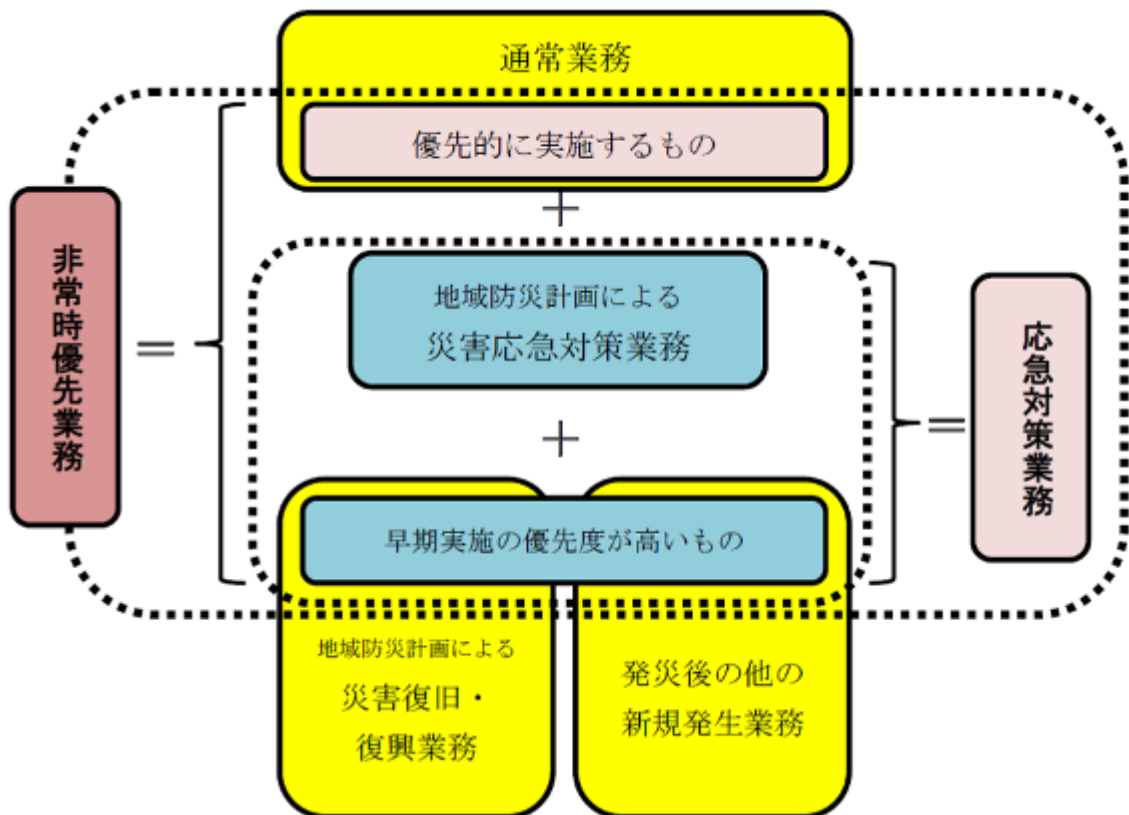 通常業務
優先的に実施するもの
+
非常時優先業務
=
地域防災計画による
災害応急対策業務
=
応急対策業務
+
早期実施の優先度が高いもの
地域防災計画による
災害復旧・
復興業務
発災後の他の
新規発生業務